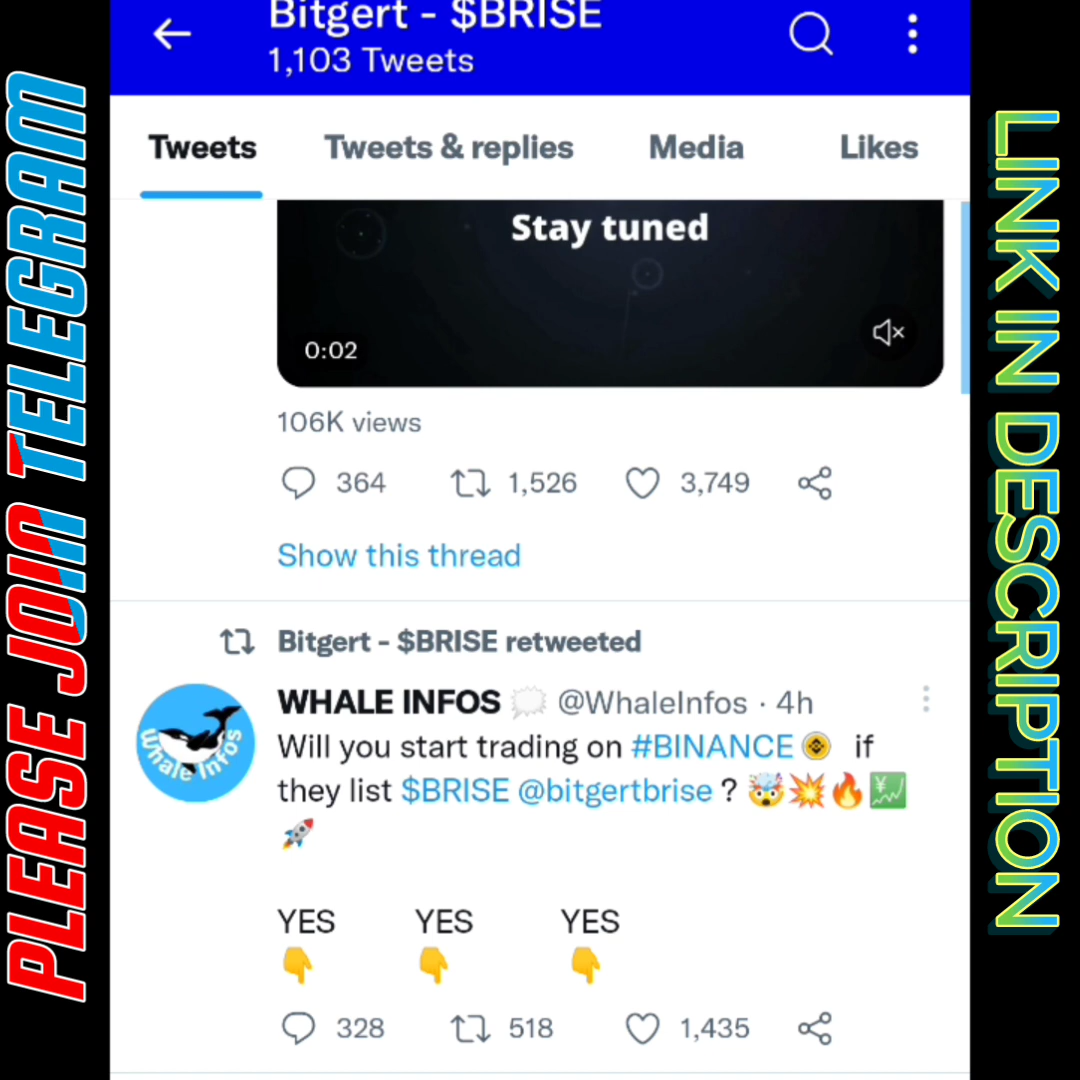 PLEASE JOIN TELEGRAM
Bitgert - $BRISE
1,103 Tweets
Tweets
Tweets & replies
Media
Likes
Stay tuned
0:02
106K views
364 1,526 3,749
Show this thread
Bitgert - $BRISE retweeted
WHALE INFOS 💭 @WhaleInfos · 4h
Whale Infos
Will you start trading on #BINANCE if
they list $BRISE @bitgertbrise ? 🤯💥🔥💹
🚀
YES YES YES
👇 👇 👇
328 518 1,435
LINK IN DESCRIPTION